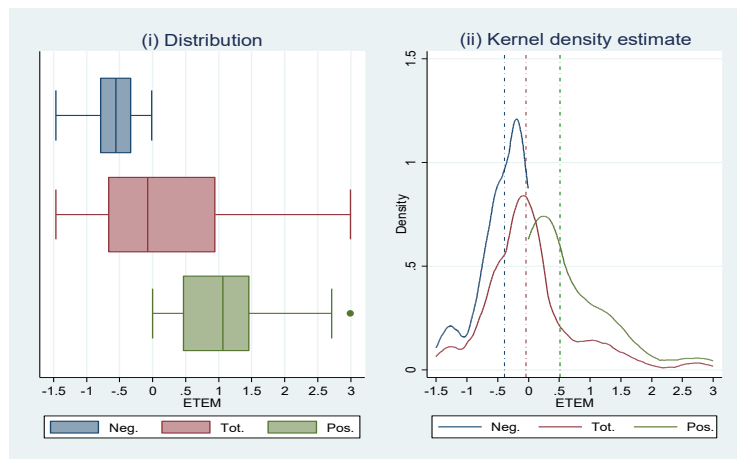 (i) Distribution
-1.5 -1 -.5 0 .5 1 1.5 2 2.5 3
ETEM
Neg. Tot. Pos.
(ii) Kernel density estimate
1.5
1
.5
0
Density
-1.5 -1 -.5 0 .5 1 1.5 2 2.5 3
ETEM
Neg. Tot. Pos.